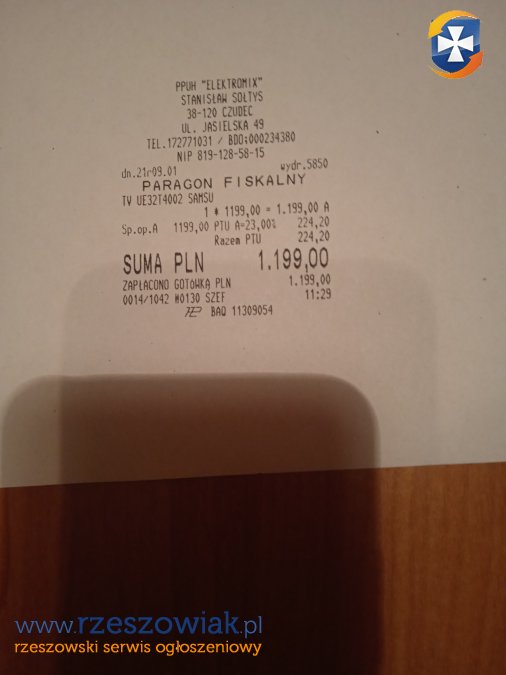 PPUH "ELEKTROMIX"
STANISŁAW SOŁTYS
38-120 CZUDEC
UL. JASIELSKA 49
TEL.172771031 / BDO:000234380
NIP 819-128-58-15
dn.21r09.01 wydr.5850
PARAGON FISKALNY
TV UE32T4002 SAMSU
1 * 1199,00 = 1.199,00 A
Sp.op.A 1199,00 PTU A=23,00% 224,20
Razem PTU 224,20
SUMA PLN 1.199,00
ZAPŁACONO GOTÓWKĄ PLN 1.199,00
0014/1042 #0130 SZEF 11:29
BAQ 11309054
www.rzeszowiak.pl
rzeszowski serwis ogłoszeniowy